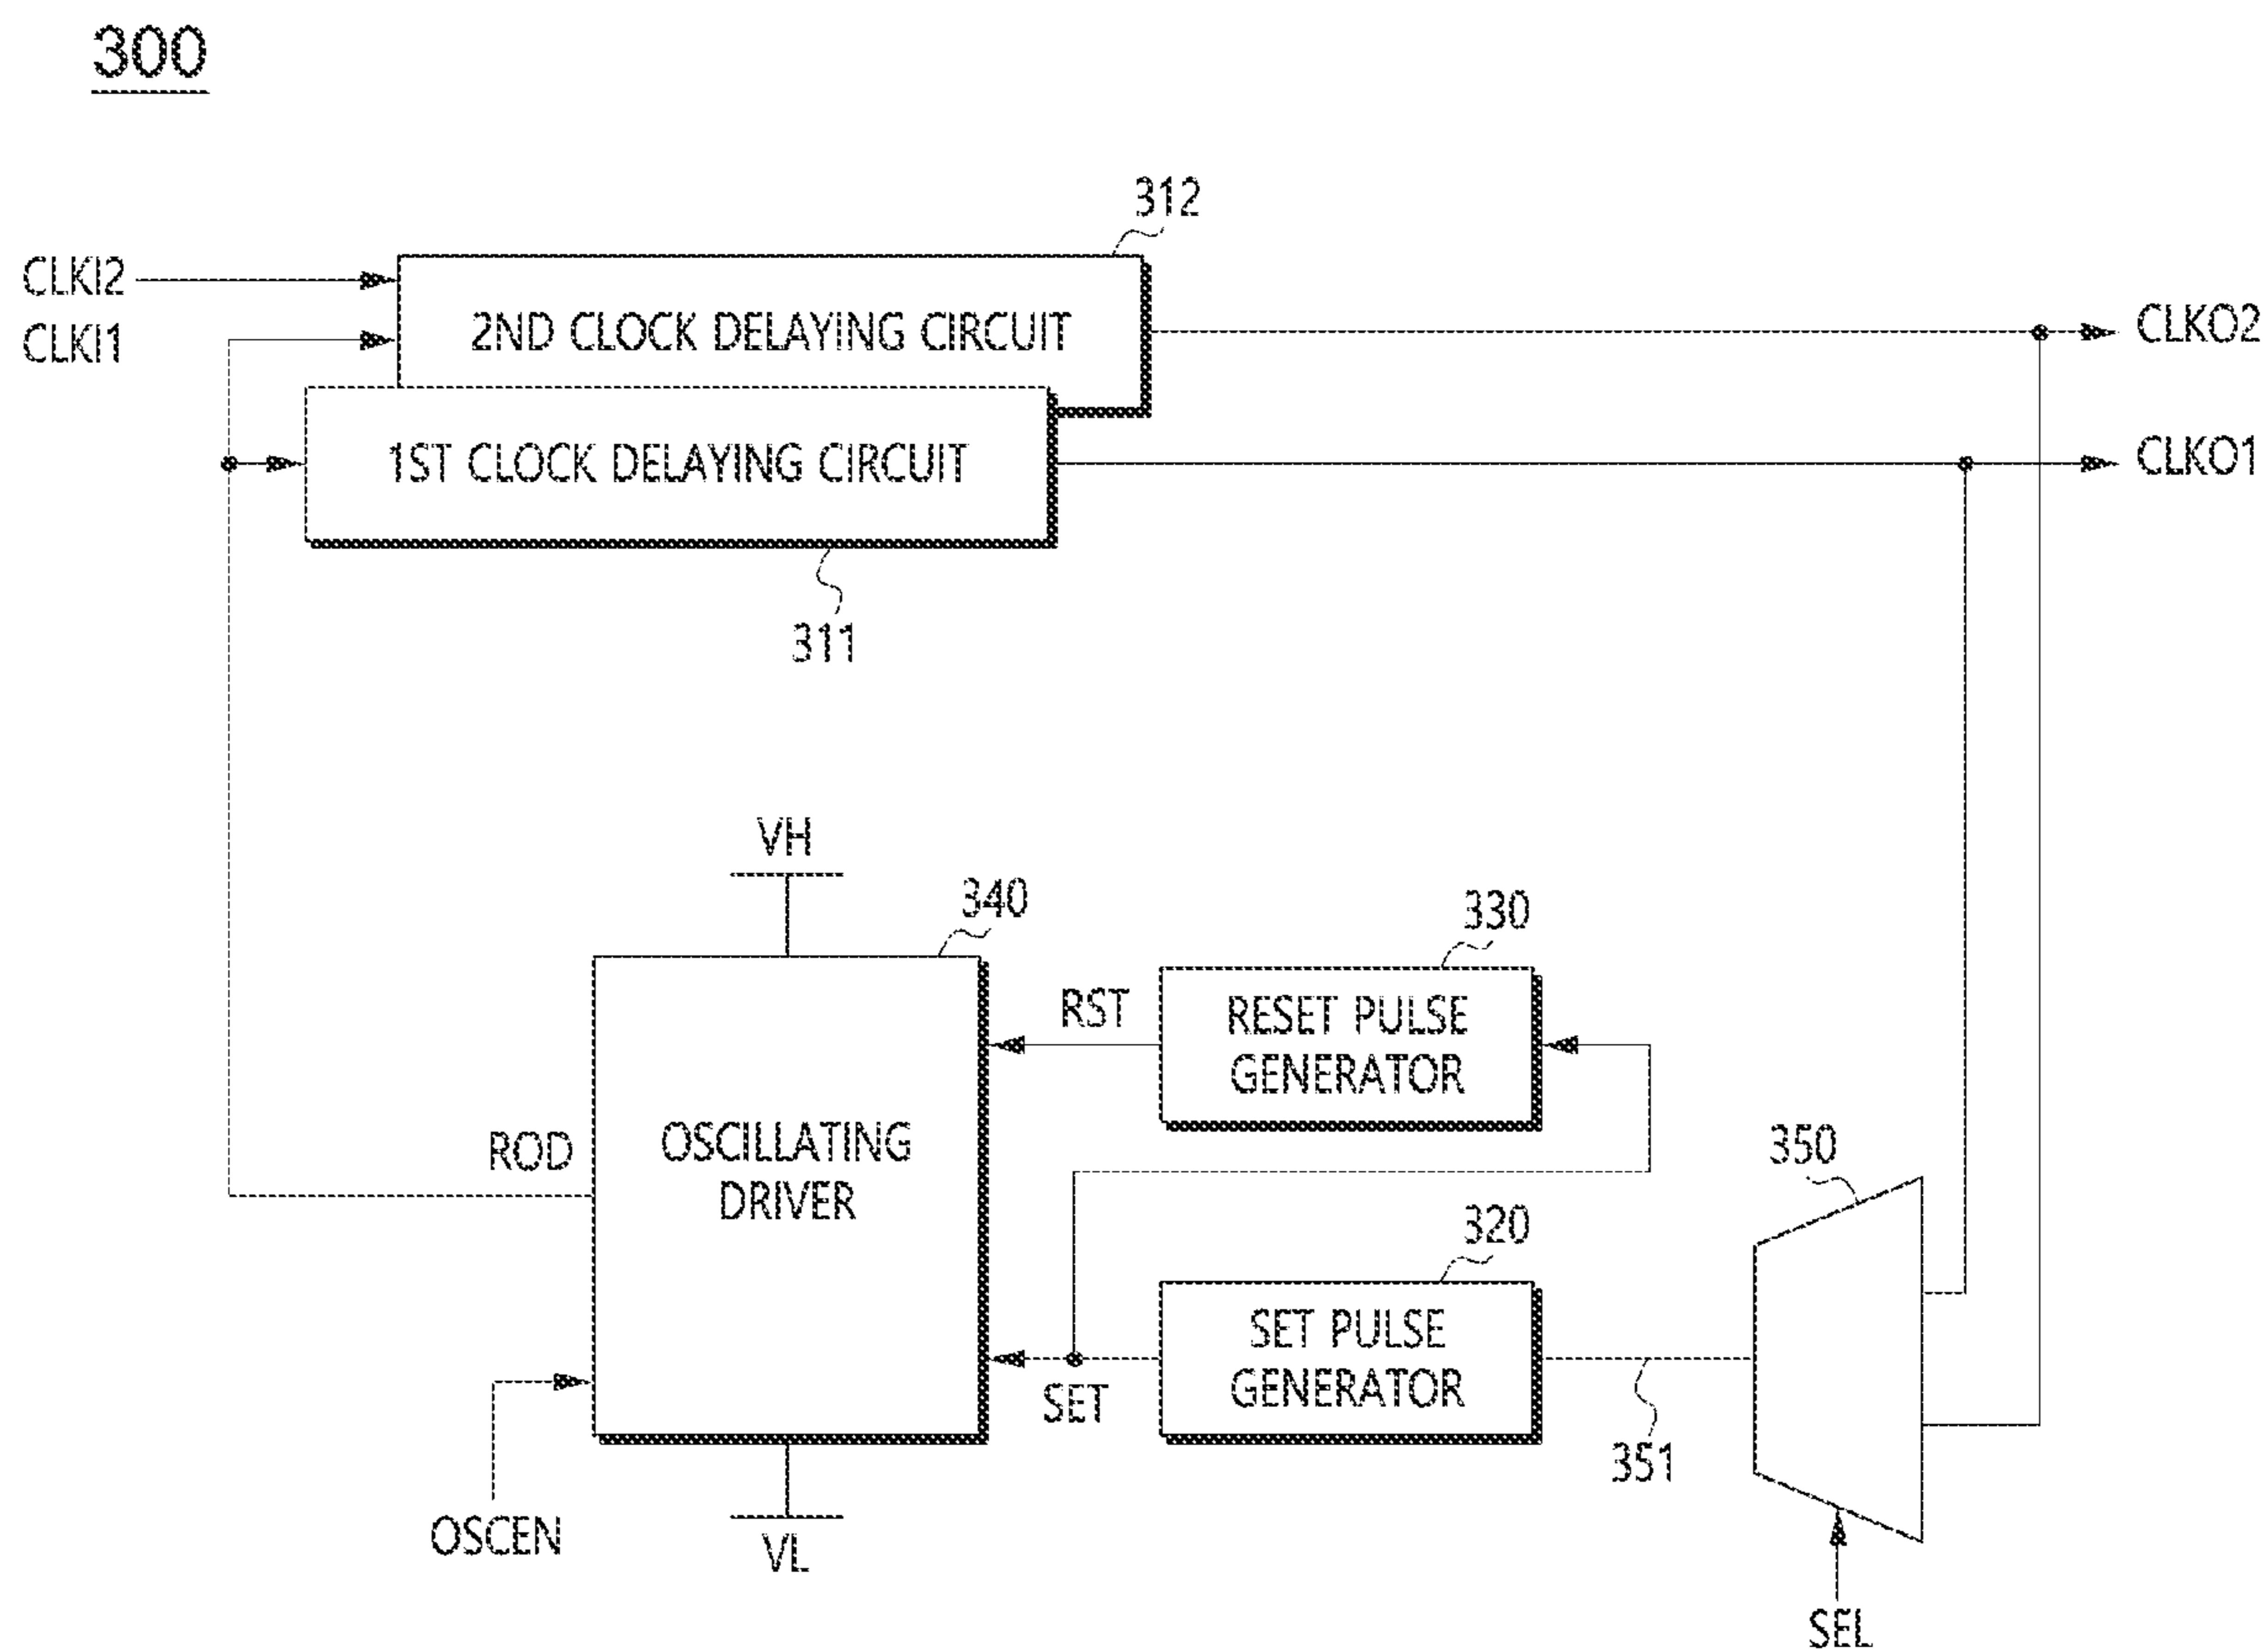 300
312
CLKI2
CLKI1
2ND CLOCK DELAYING CIRCUIT
CLKO2
1ST CLOCK DELAYING CIRCUIT
CLKO1
311
VH
340
330
RST
RESET PULSE
GENERATOR
ROD
OSCILLATING
DRIVER
350
320
SET PULSE
GENERATOR
SET
351
OSCEN
VL
SEL